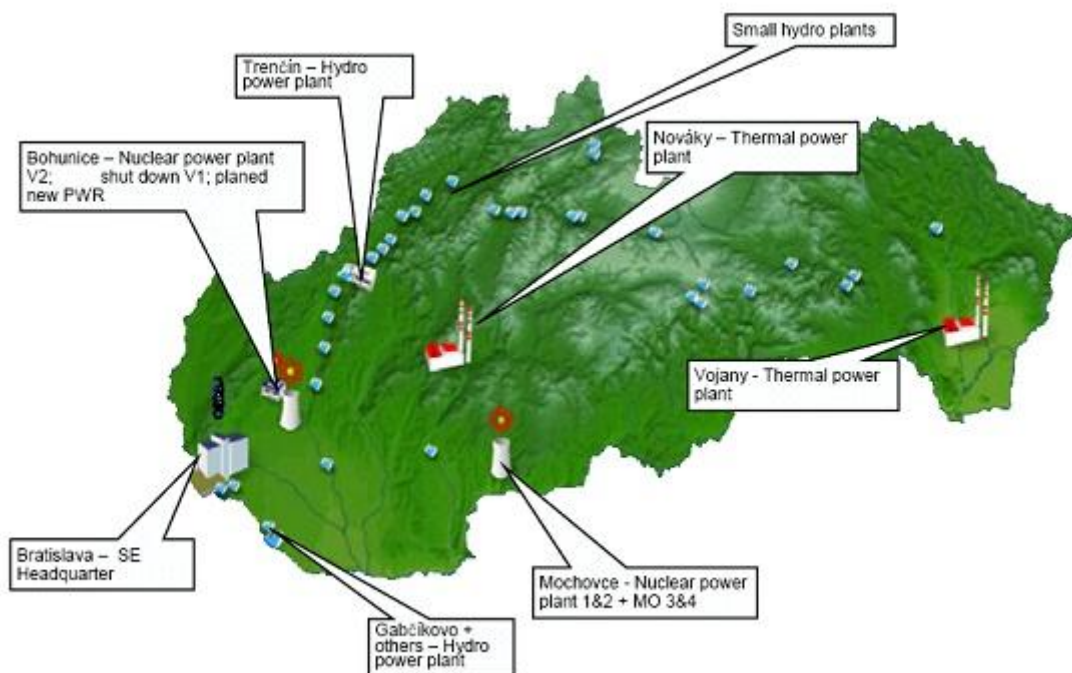 Small hydro plants
Trenčín – Hydro
power plant
Nováky – Thermal power
plant
Bohunice – Nuclear power plant
V2; shut down V1; planed
new PWR
Vojany - Thermal power
plant
Bratislava – SE
Headquarter
Mochovce - Nuclear power
plant 1&2 + MO 3&4
Gabčíkovo +
others – Hydro
power plant